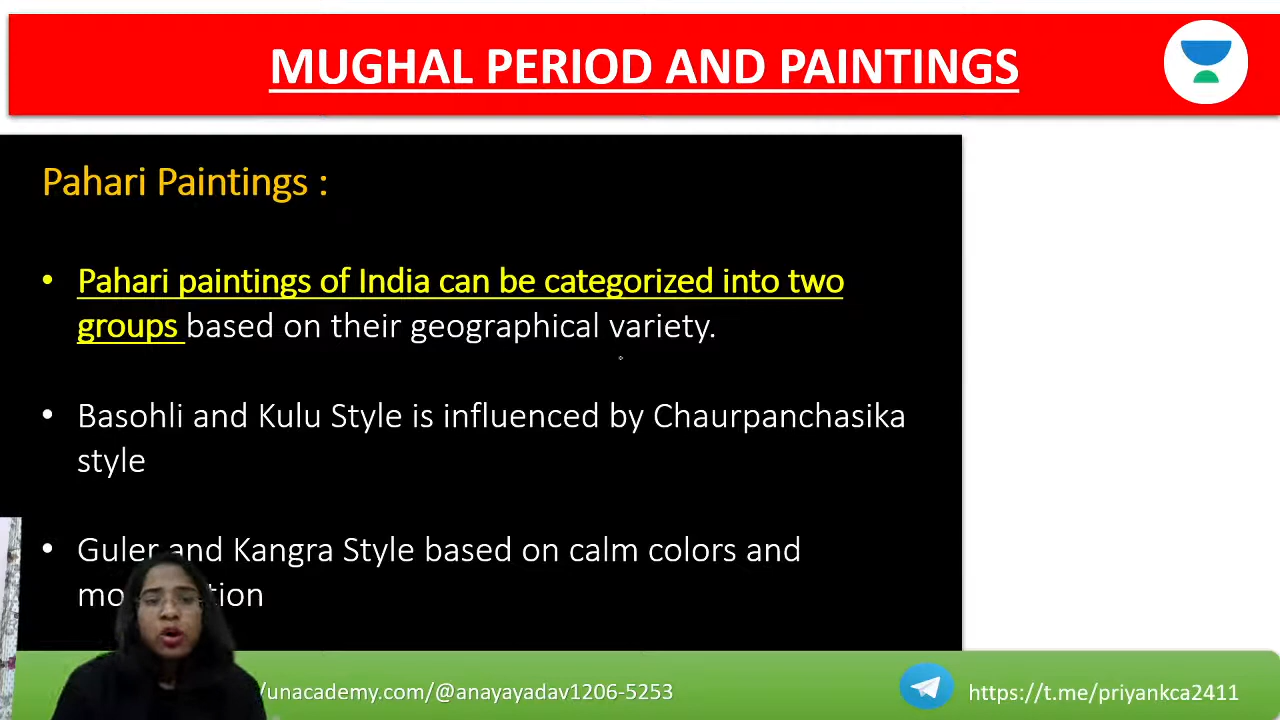 MUGHAL PERIOD AND PAINTINGS
Pahari Paintings :
• Pahari paintings of India can be categorized into two
groups based on their geographical variety.
• Basohli and Kulu Style is influenced by Chaurpanchasika
style
• Guler and Kangra Style based on calm colors and
/unacademy.com/@anayayadav1206-5253
https://t.me/priyankca2411